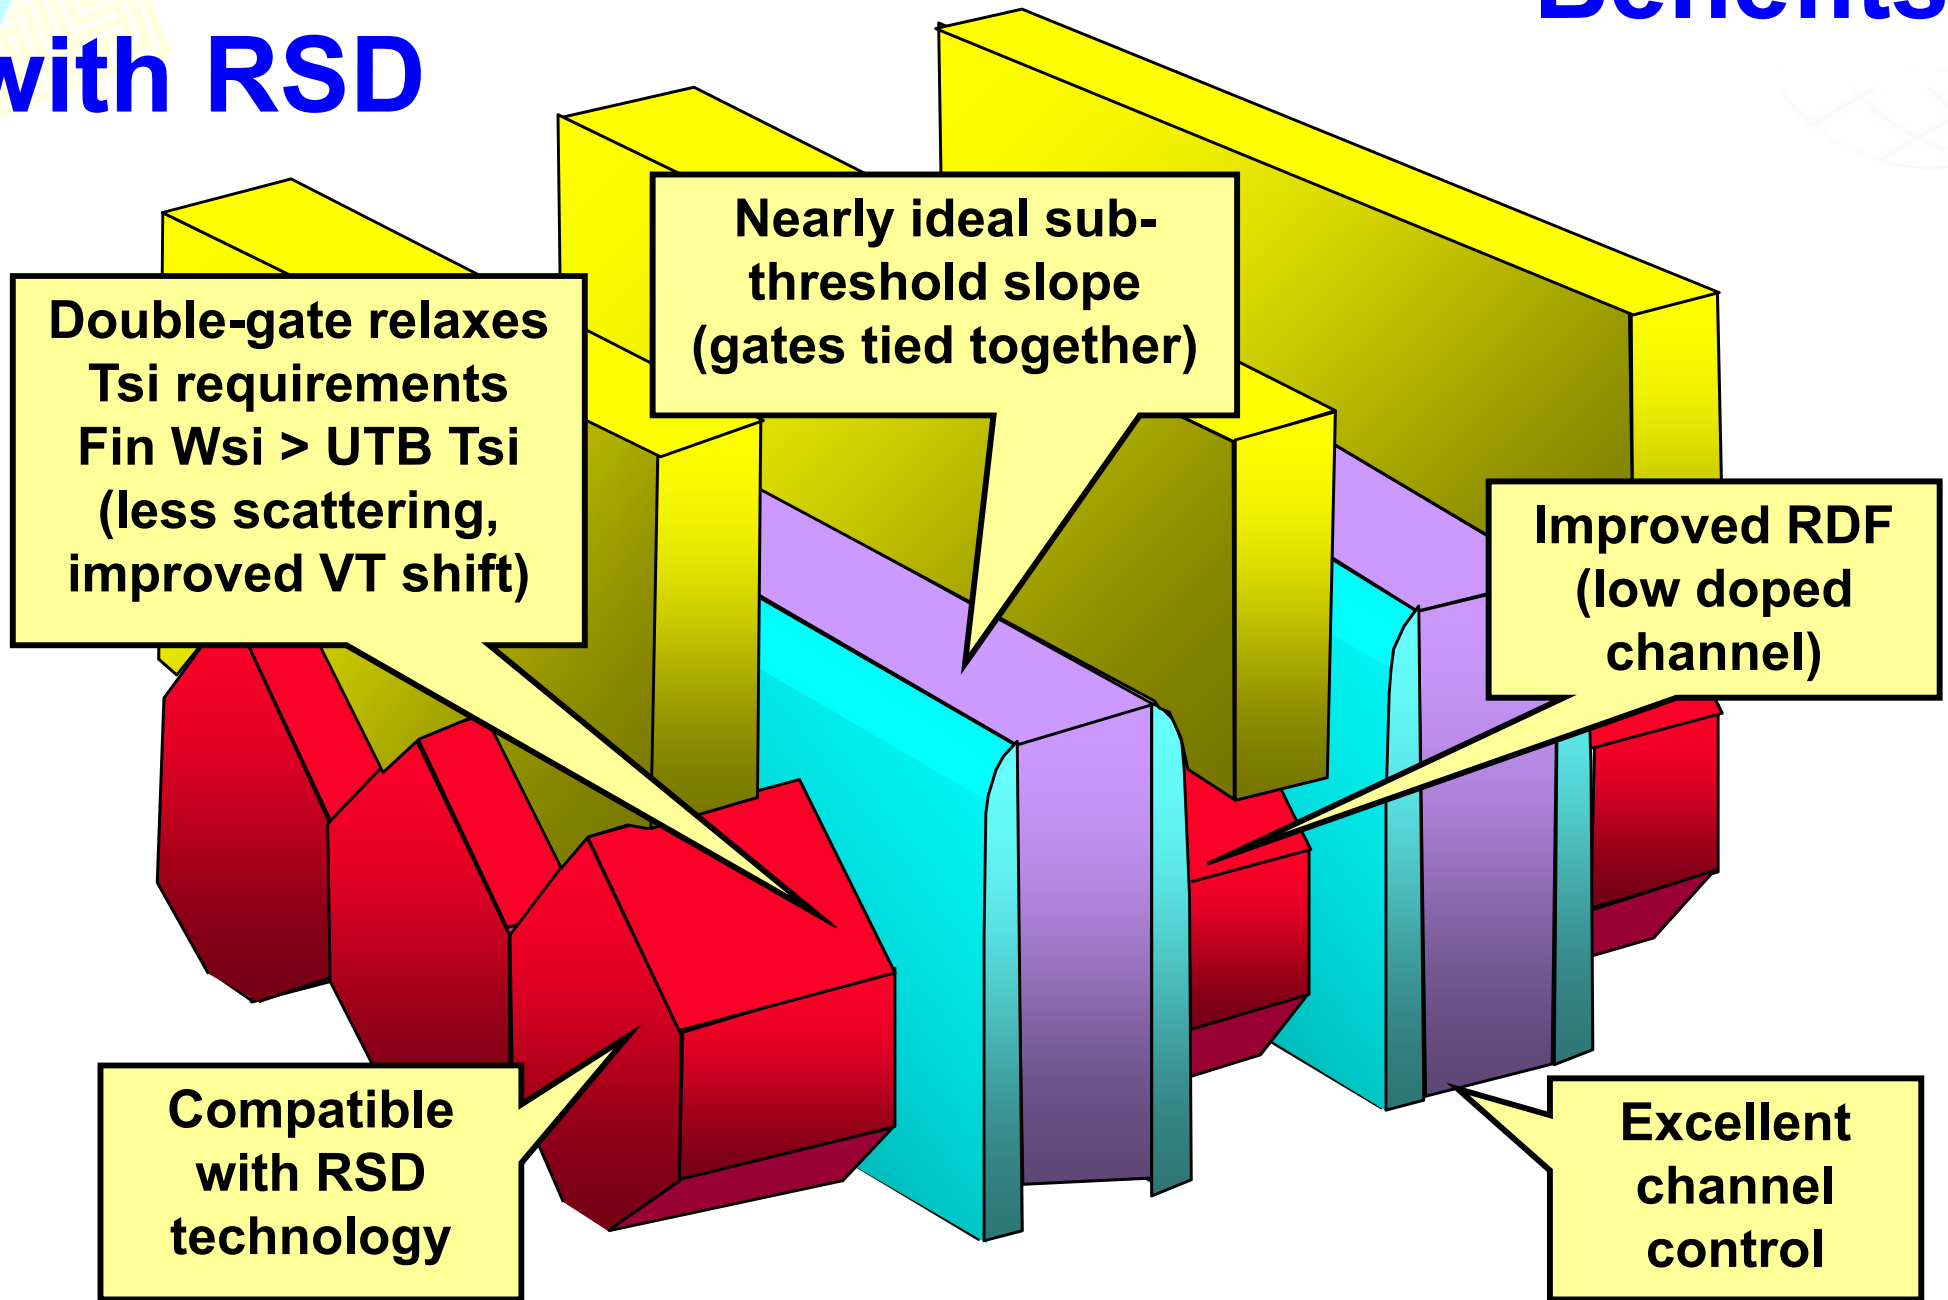 Benefits
with RSD
Nearly ideal sub-
threshold slope
(gates tied together)
Double-gate relaxes
Tsi requirements
Fin Wsi > UTB Tsi
(less scattering,
improved VT shift)
Improved RDF
(low doped
channel)
Compatible
with RSD
technology
Excellent
channel
control